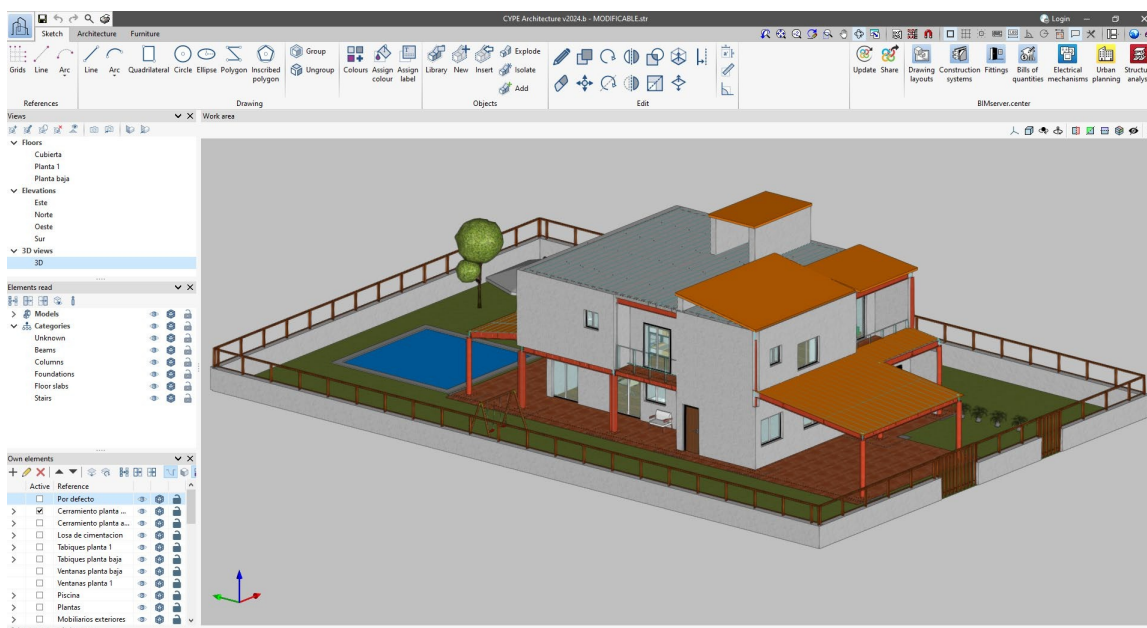 CYPE Architecture v2024.b - MODIFICABLE.str
Login
Sketch Architecture Furniture
Grids Line Arc Line Arc Quadrilateral Circle Ellipse Polygon Inscribed polygon
Group
Ungroup
Colours Assign colour Assign label
Library New Insert
Explode
Isolate
Add
Update Share Drawing layouts Construction systems Fittings Bills of quantities Electrical mechanisms Urban planning
References Drawing Objects Edit BIMserver.center
Views
Work area
Floors
Cubierta
Planta 1
Planta baja
Elevations
Este
Norte
Oeste
Sur
3D views
3D
Elements read
Models
Categories
Unknown
Beams
Columns
Foundations
Floor slabs
Stairs
Own elements
Active Reference
Por defecto
Cerramiento planta ...
Cerramiento planta a...
Losa de cimentacion
Tabiques planta 1
Tabiques planta baja
Ventanas planta baja
Ventanas planta 1
Piscina
Plantas
Mobiliarios exteriores